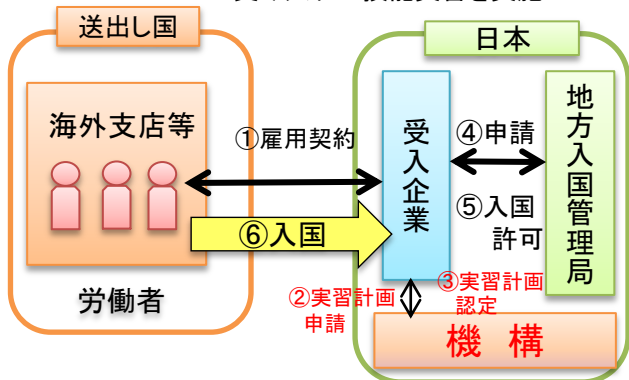 送出し国
日本
海外支店等
①雇用契約
受入企業
④申請
地方入国管理局
⑤入国
許可
⑥入国
労働者
②実習計画
申請
③実習計画
認定
機 構